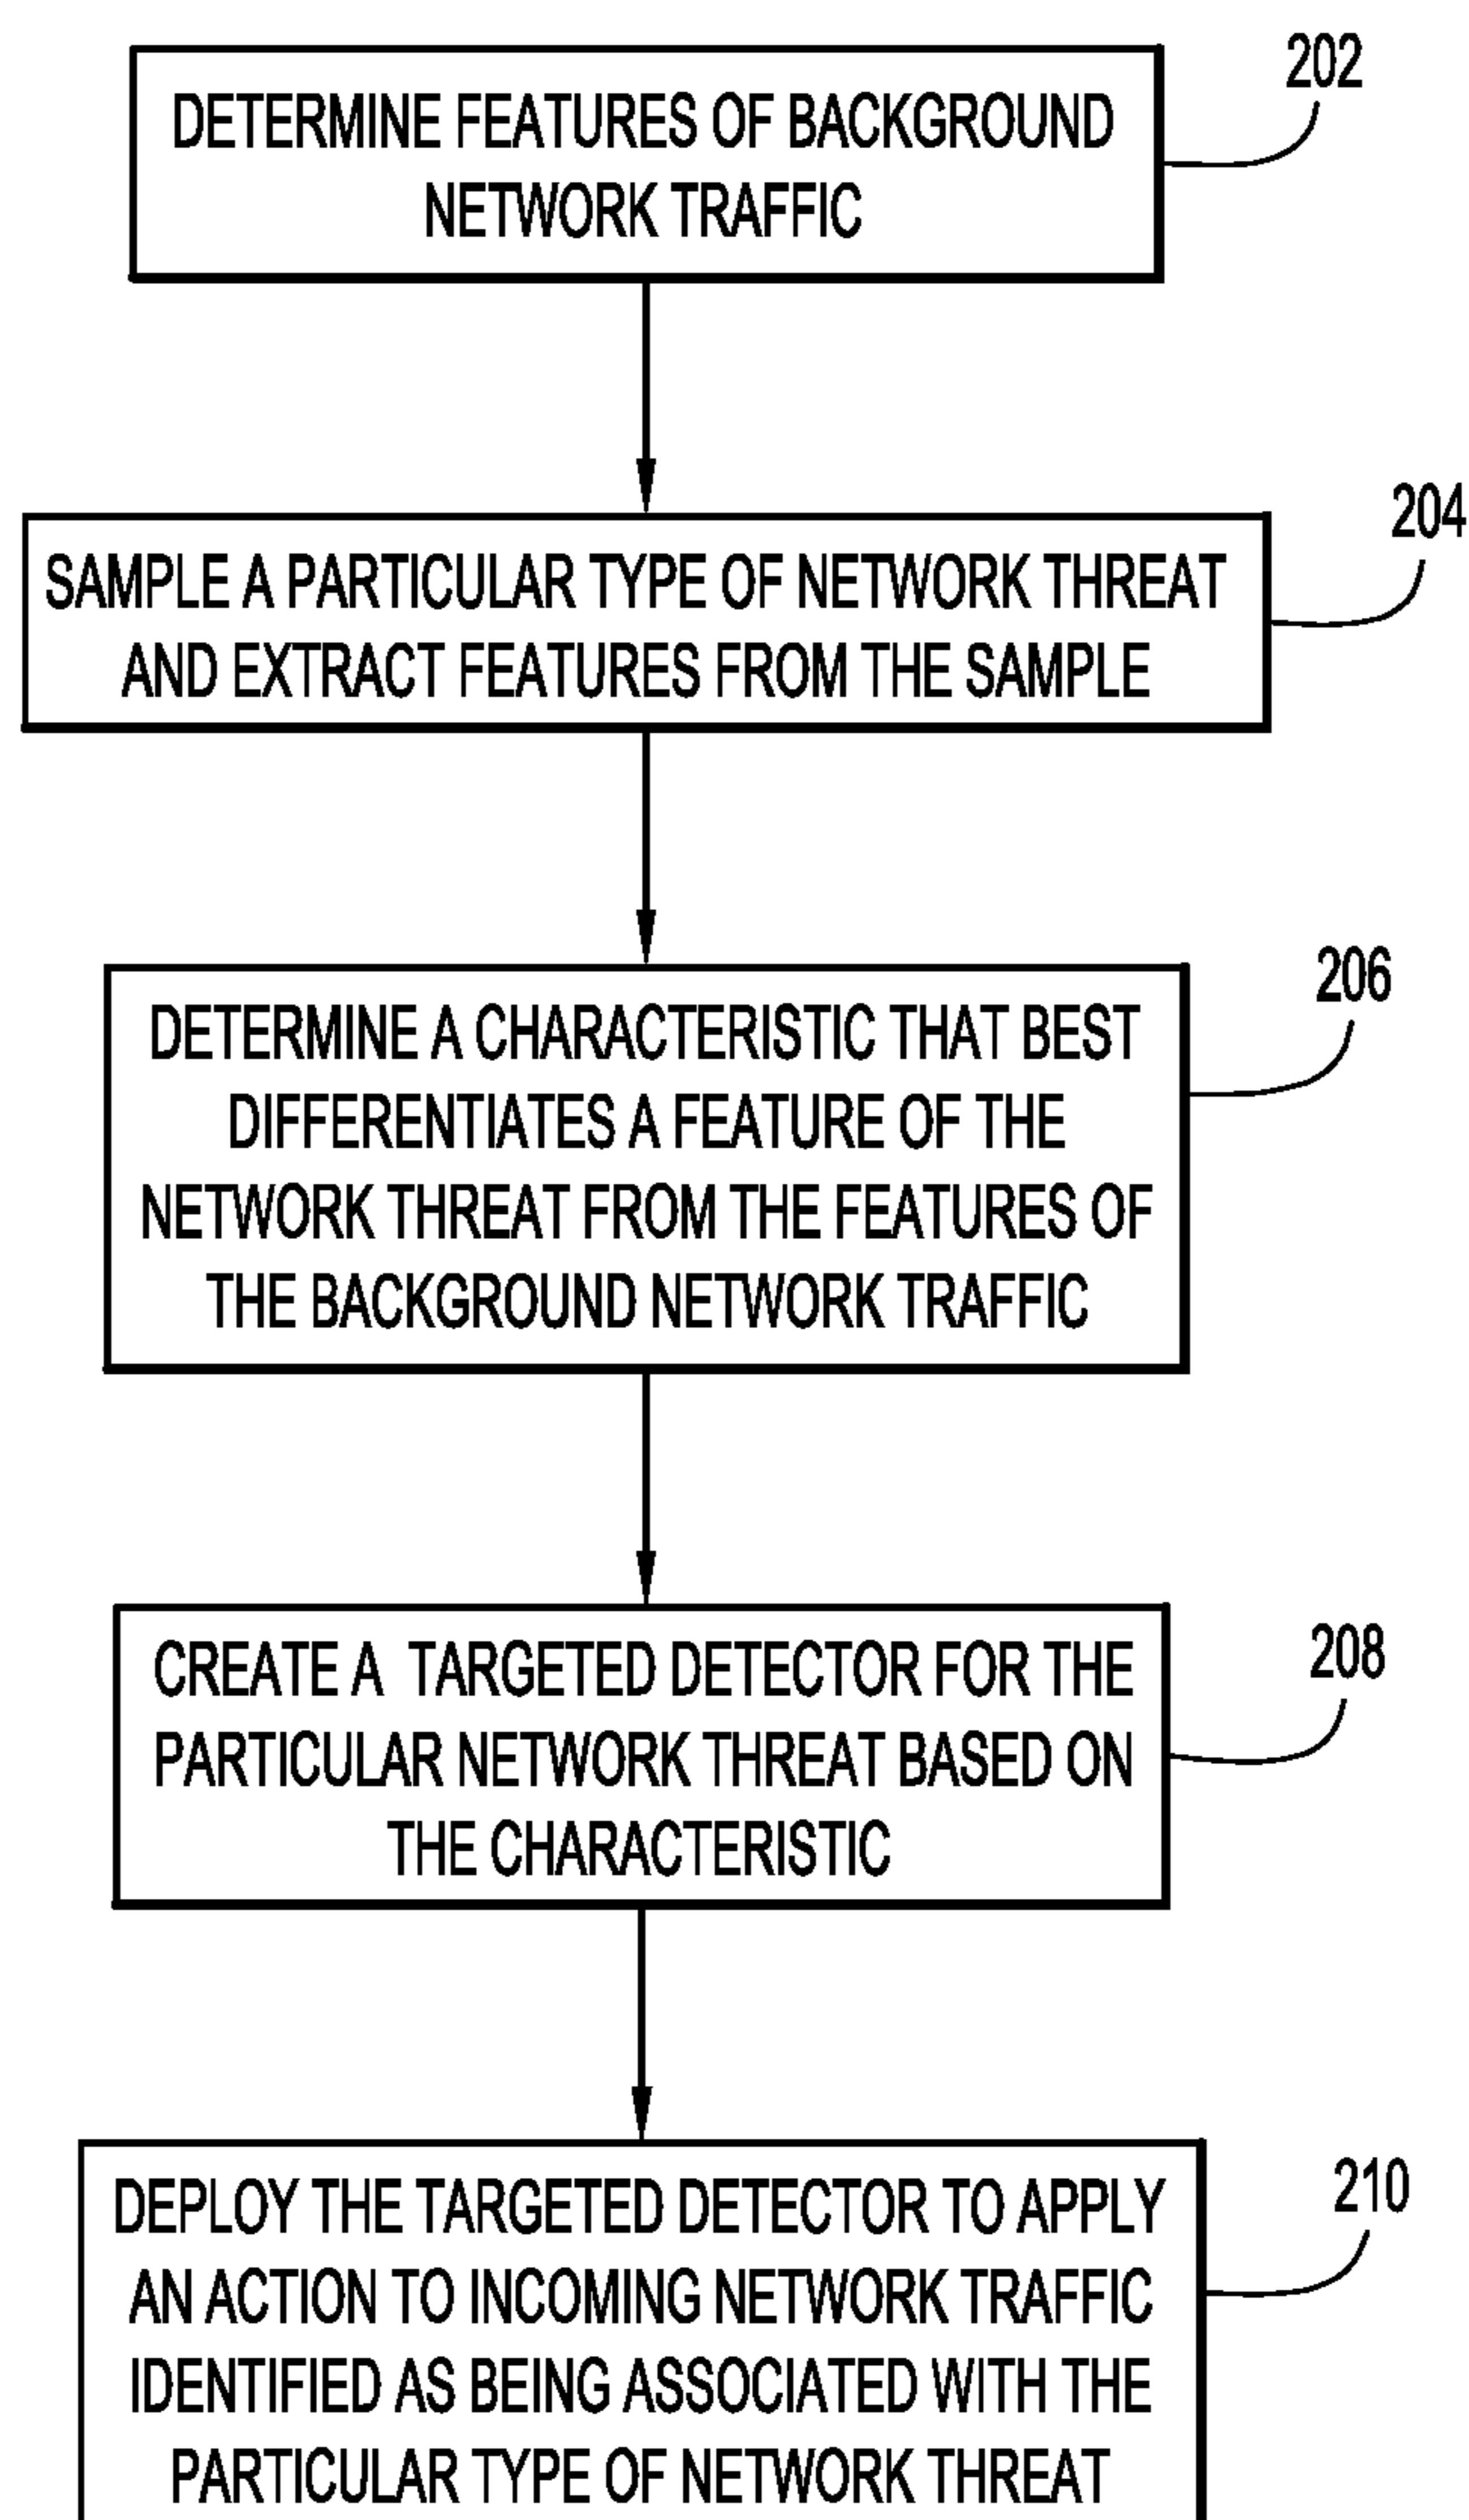 202
DETERMINE FEATURES OF BACKGROUND
NETWORK TRAFFIC
204
SAMPLE A PARTICULAR TYPE OF NETWORK THREAT
AND EXTRACT FEATURES FROM THE SAMPLE
206
DETERMINE A CHARACTERISTIC THAT BEST
DIFFERENTIATES A FEATURE OF THE
NETWORK THREAT FROM THE FEATURES OF
THE BACKGROUND NETWORK TRAFFIC
208
CREATE A TARGETED DETECTOR FOR THE
PARTICULAR NETWORK THREAT BASED ON
THE CHARACTERISTIC
210
DEPLOY THE TARGETED DETECTOR TO APPLY
AN ACTION TO INCOMING NETWORK TRAFFIC
IDENTIFIED AS BEING ASSOCIATED WITH THE
PARTICULAR TYPE OF NETWORK THREAT